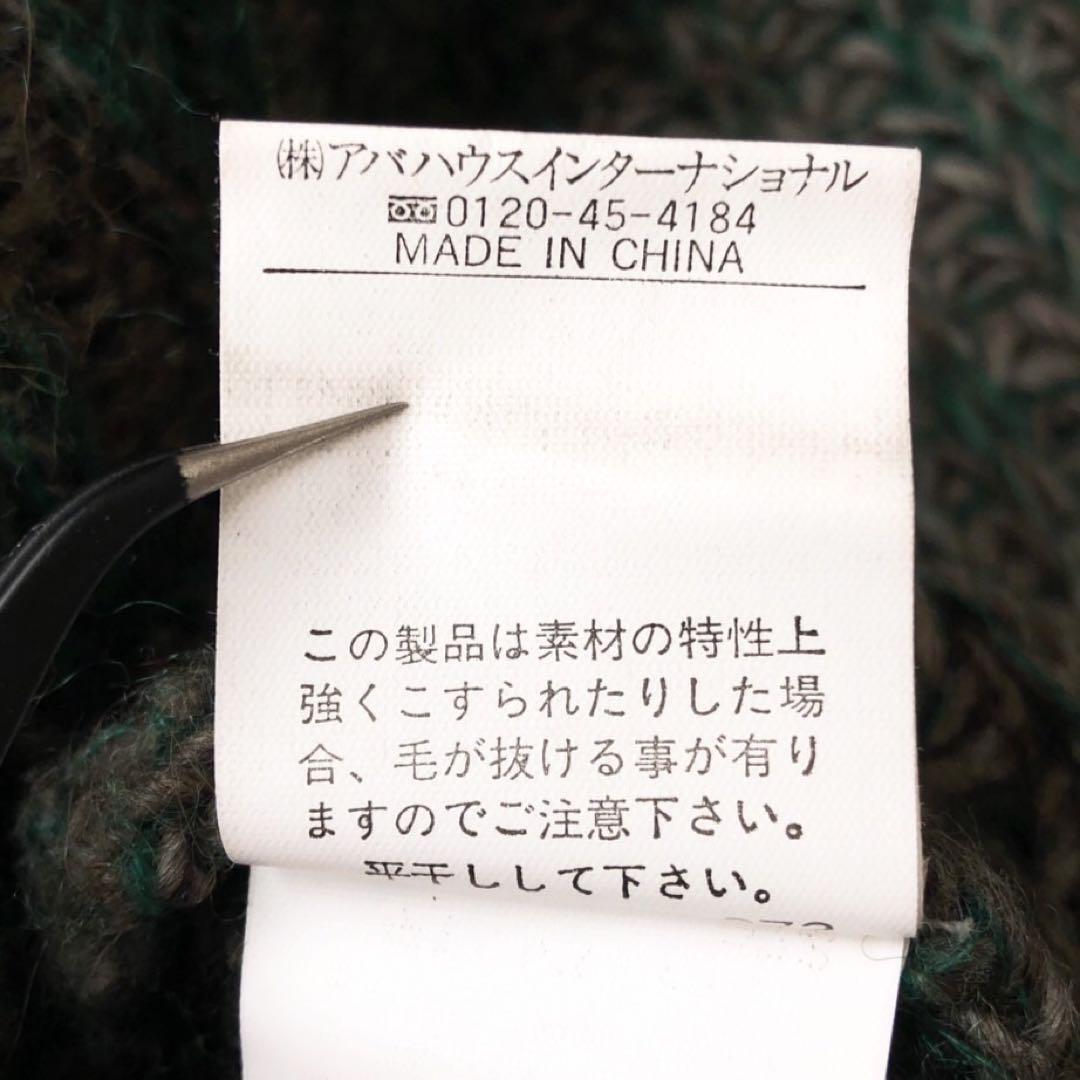 (株)アバハウスインターナショナル
0120-45-4184
MADE IN CHINA
この製品は素材の特性上
強くこすられたりした場
合、毛が抜ける事が有り
ますのでご注意下さい。
平干しして下さい。